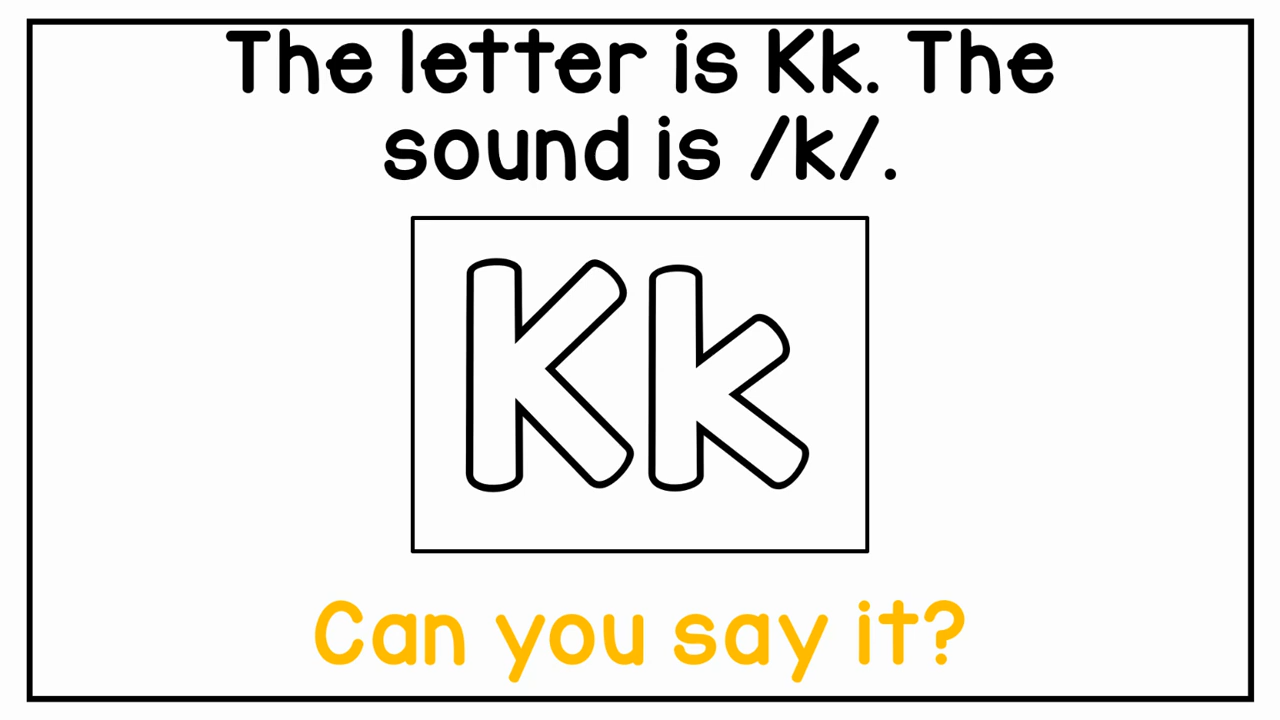 The letter is Kk. The
sound is /k/.
Kk
Can you say it?